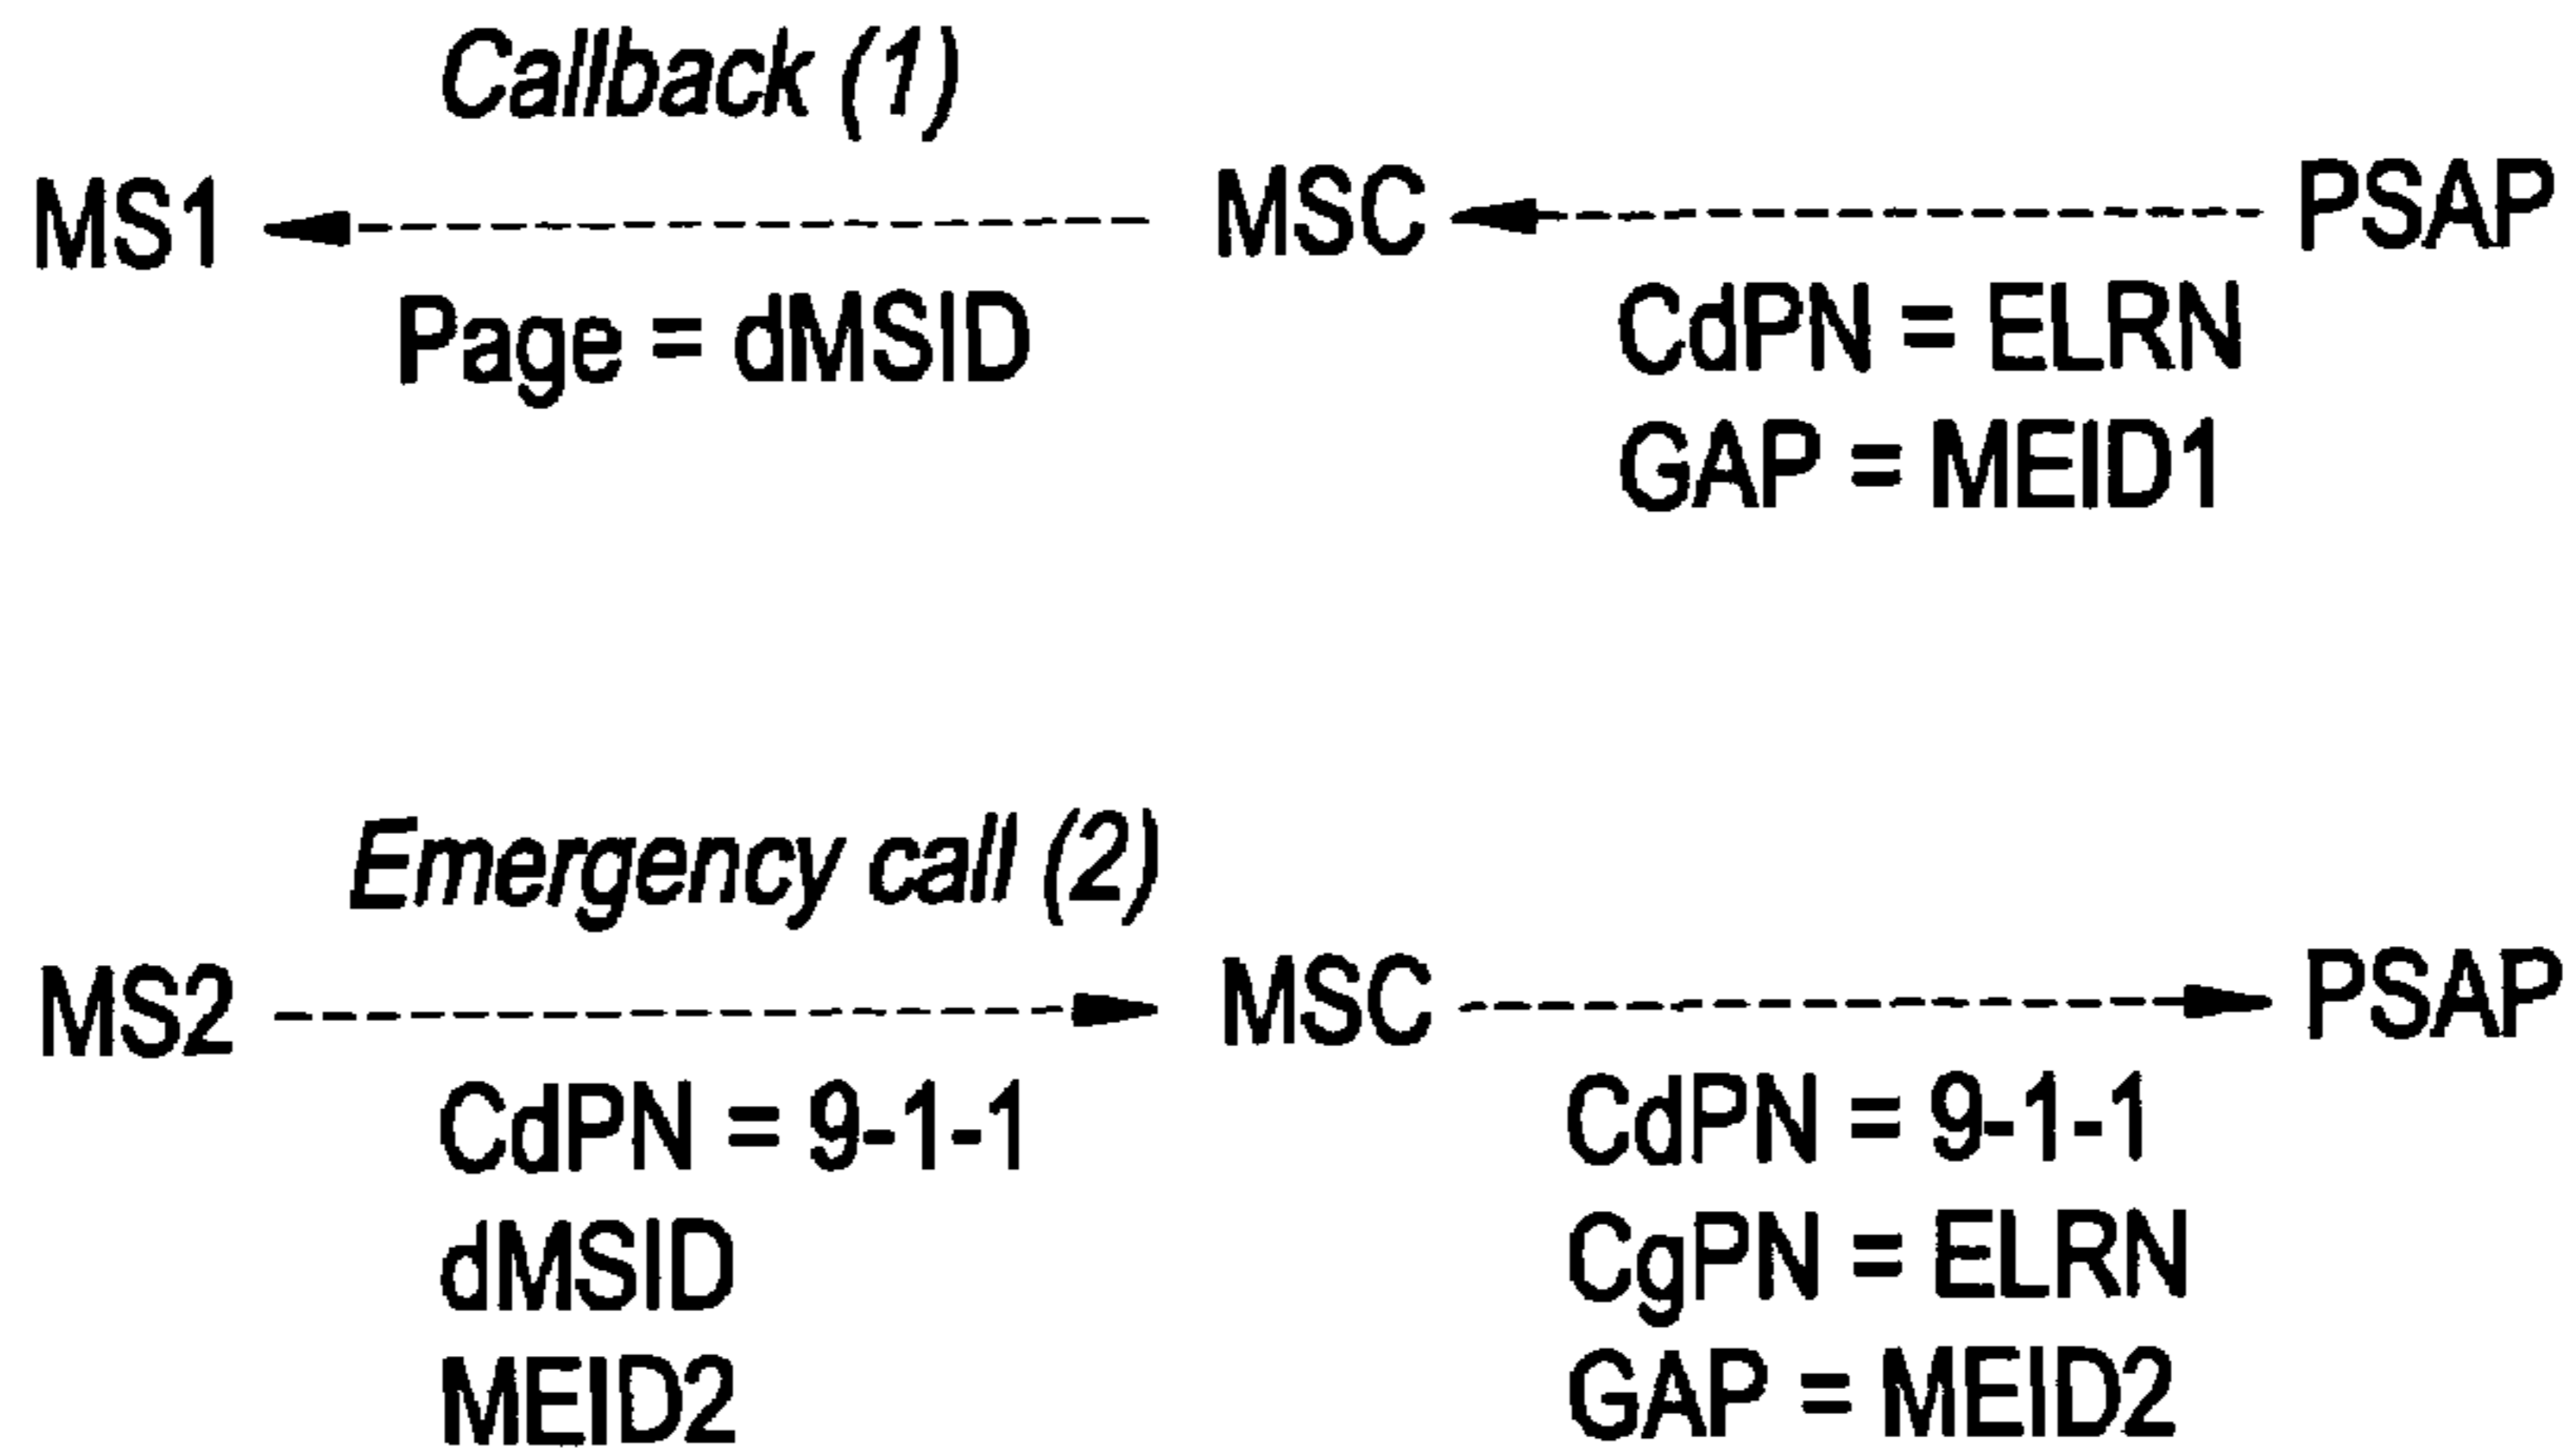 Callback (1)
MS1 MSC PSAP
Page = dMSID
CdPN = ELRN
GAP = MEID1
Emergency call (2)
MS2 MSC PSAP
CdPN = 9-1-1
dMSID
MEID2
CdPN = 9-1-1
CgPN = ELRN
GAP = MEID2